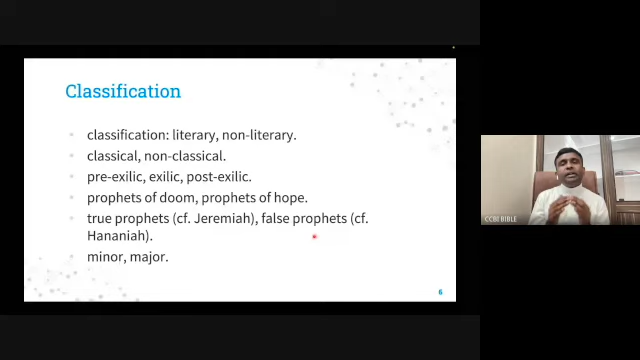 Classification
classification: literary, non-literary.
classical, non-classical.
pre-exilic, exilic, post-exilic.
prophets of doom, prophets of hope.
true prophets (cf. Jeremiah), false prophets (cf.
Hananiah).
minor, major.
6
CCBI BIBLE